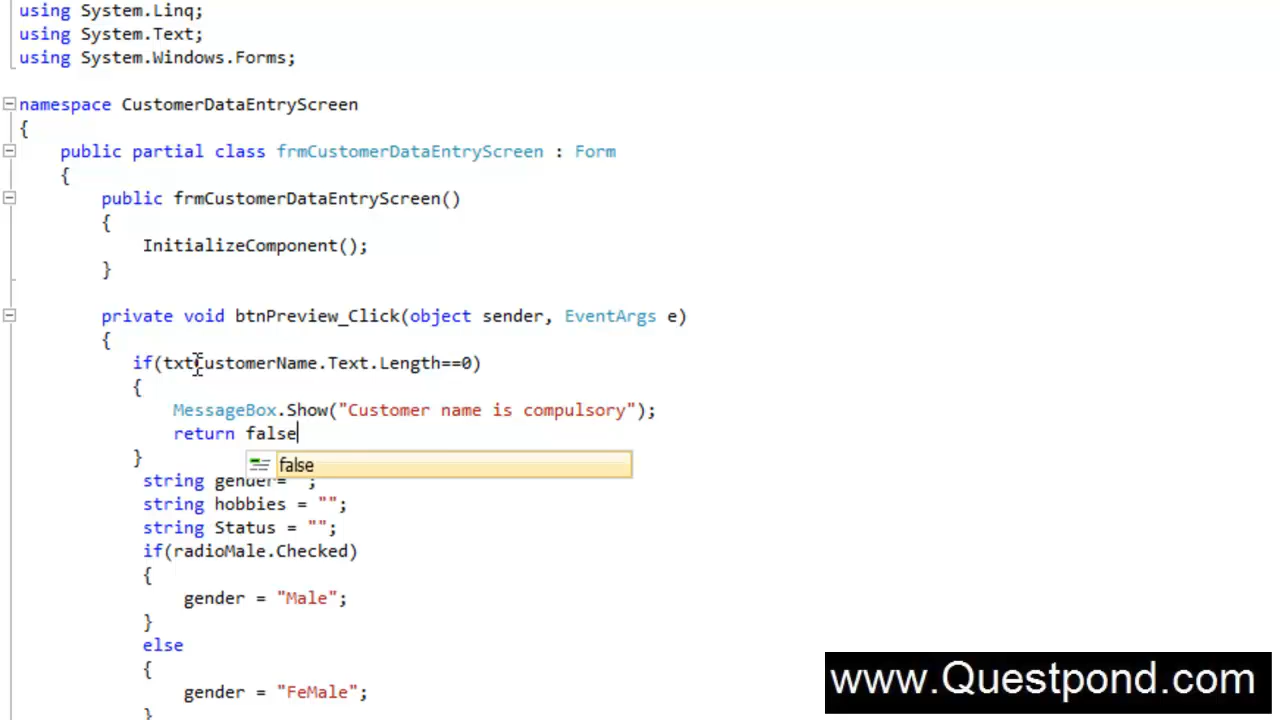 using System.Linq;
using System.Text;
using System.Windows.Forms;
namespace CustomerDataEntryScreen
{
public partial class frmCustomerDataEntryScreen : Form
{
public frmCustomerDataEntryScreen()
{
InitializeComponent();
}
private void btnPreview_Click(object sender, EventArgs e)
{
if(txtCustomerName.Text.Length==0)
{
MessageBox.Show("Customer name is compulsory");
return false
}
false
string gender= ;
string hobbies = "";
string Status = "";
if(radioMale.Checked)
{
gender = "Male";
}
else
{
gender = "FeMale";
}
www.Questpond.com